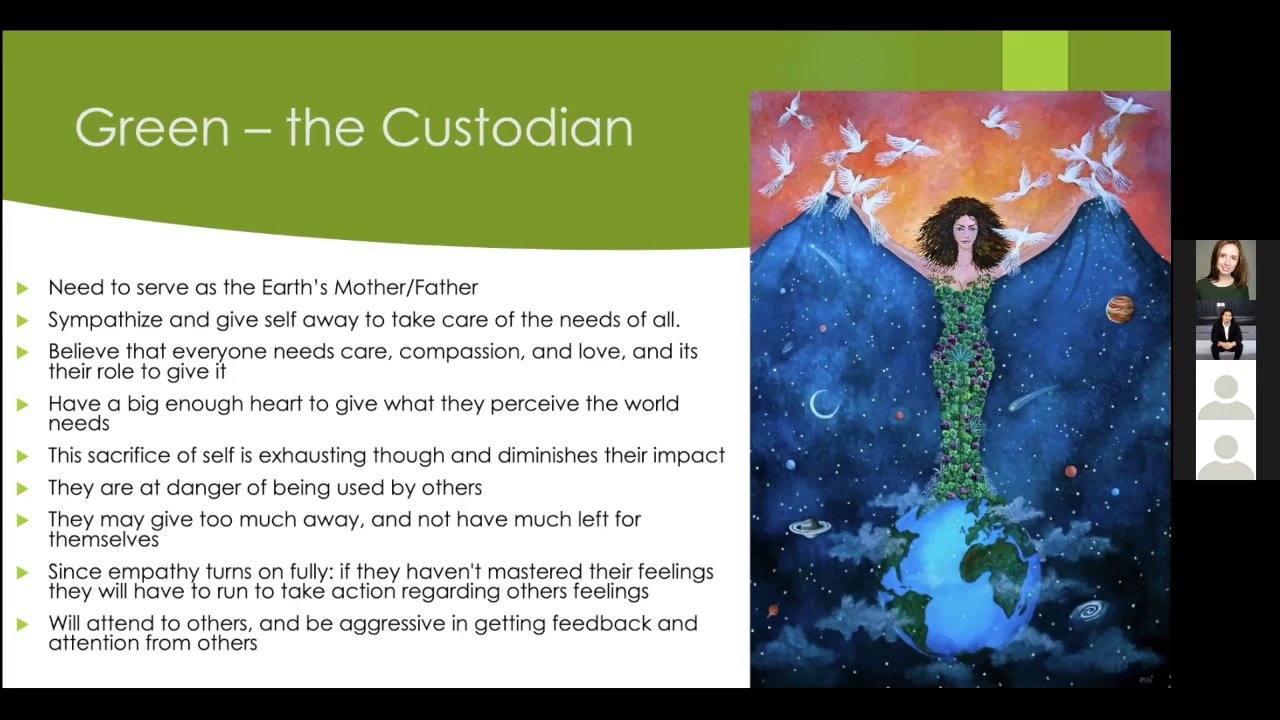 Green – the Custodian
Need to serve as the Earth's Mother/Father
Sympathize and give self away to take care of the needs of all.
Believe that everyone needs care, compassion, and love, and its
their role to give it
Have a big enough heart to give what they perceive the world
needs
This sacrifice of self is exhausting though and diminishes their impact
They are at danger of being used by others
They may give too much away, and not have much left for
themselves
Since empathy turns on fully: if they haven't mastered their feelings
they will have to run to take action regarding others feelings
Will attend to others, and be aggressive in getting feedback and
attention from others